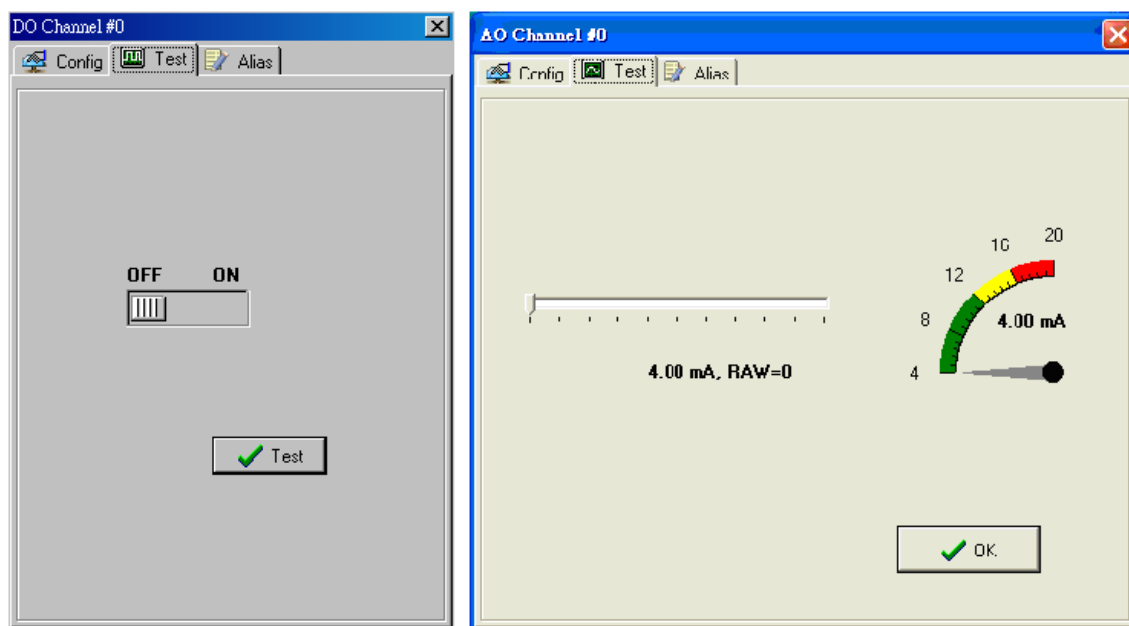 DO Channel #0
Config Test Alias
OFF ON
Test
AO Channel #0
Config Test Alias
20
16
12
8
4.00 mA
4.00 mA, RAW=0
4
OK